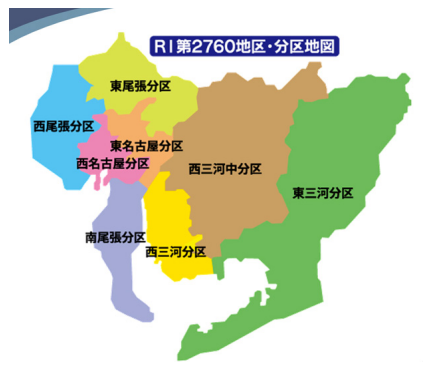 RI第2760地区・分区地図
東尾張分区
西尾張分区
東名古屋分区
西名古屋分区
西三河中分区
東三河分区
南尾張分区
西三河分区